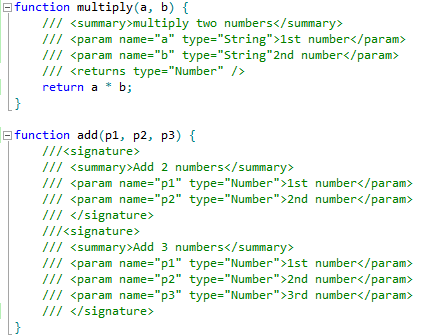 function multiply(a, b) {
/// <summary>multiply two numbers</summary>
/// <param name="a" type="String">1st number</param>
/// <param name="b" type="String"2nd number</param>
/// <returns type="Number" />
return a * b;
}
function add(p1, p2, p3) {
///<signature>
/// <summary>Add 2 numbers</summary>
/// <param name="p1" type="Number">1st number</param>
/// <param name="p2" type="Number">2nd number</param>
/// </signature>
///<signature>
/// <summary>Add 3 numbers</summary>
/// <param name="p1" type="Number">1st number</param>
/// <param name="p2" type="Number">2nd number</param>
/// <param name="p3" type="Number">3rd number</param>
/// </signature>
}